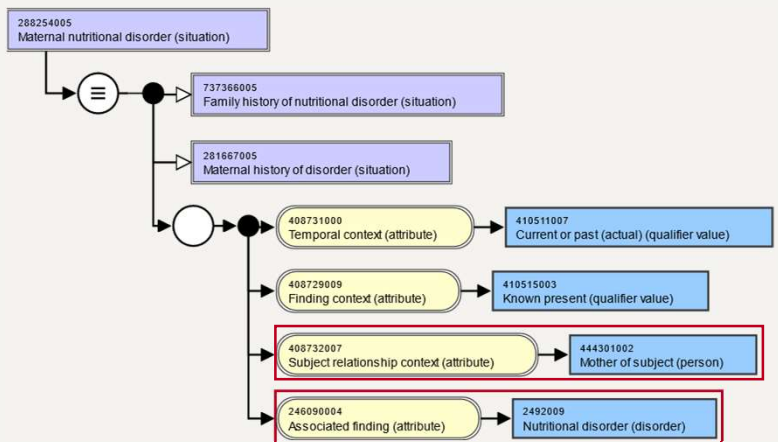 288254005
Maternal nutritional disorder (situation)
737366005
Family history of nutritional disorder (situation)
281667005
Maternal history of disorder (situation)
408731000
Temporal context (attribute)
410511007
Current or past (actual) (qualifier value)
408729009
Finding context (attribute)
410515003
Known present (qualifier value)
408732007
Subject relationship context (attribute)
444301002
Mother of subject (person)
246090004
Associated finding (attribute)
2492009
Nutritional disorder (disorder)